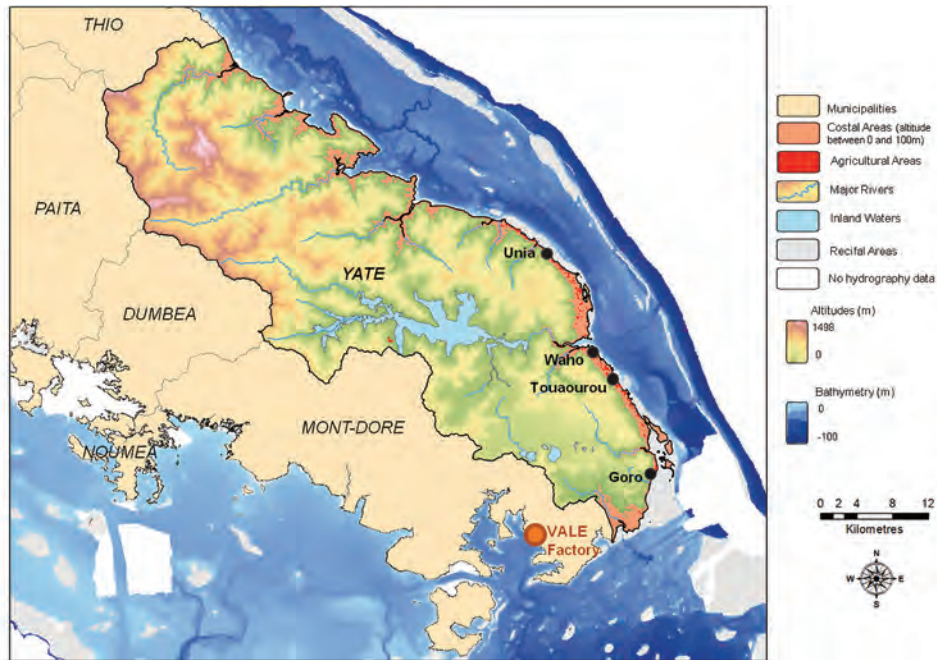 THIO
PAITA
DUMBEA
NOUMEA
MONT-DORE
YATE
Unia
Waho
Touaourou
Goro
VALE
Factory
Municipalities
Costal Areas (altitude
between 0 and 100m)
Agricultural Areas
Major Rivers
Inland Waters
Recifal Areas
No hydrography data
Altitudes (m)
1498
0
Bathymetry (m)
0
-100
0 2 4 8 12
Kilometres
N
W E
S